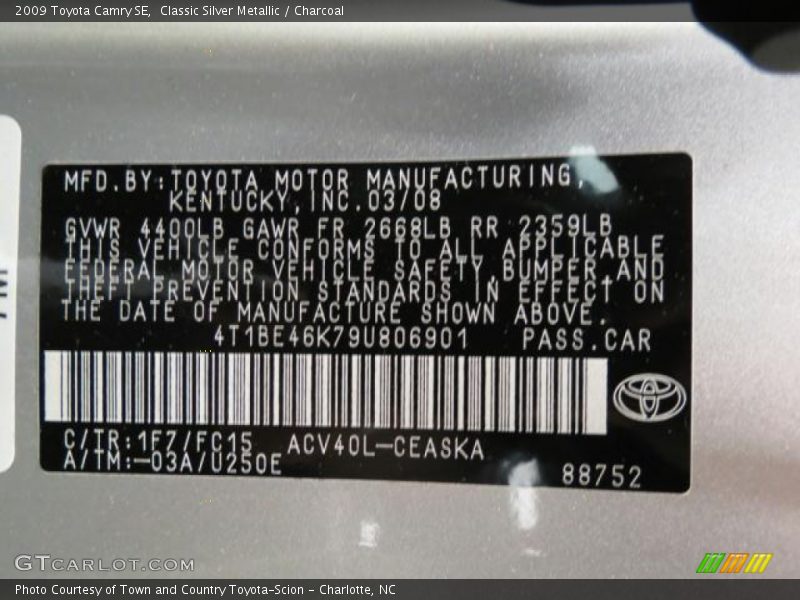 2009 Toyota Camry SE, Classic Silver Metallic / Charcoal
MFD.BY:TOYOTA MOTOR MANUFACTURING,
KENTUCKY,INC.03/08
GVWR 4400LB GAWR FR 2668LB RR 2359LB
THIS VEHICLE CONFORMS TO ALL APPLICABLE
FEDERAL MOTOR VEHICLE SAFETY,BUMPER,AND
THEFT PREVENTION STANDARDS IN EFFECT ON
THE DATE OF MANUFACTURE SHOWN ABOVE.
4T1BE46K79U806901 PASS.CAR
C/TR:1F7/FC15 ACV40L-CEASKA
A/TM:-03A/U250E
88752
GTCARLOT.COM
Photo Courtesy of Town and Country Toyota-Scion - Charlotte, NC